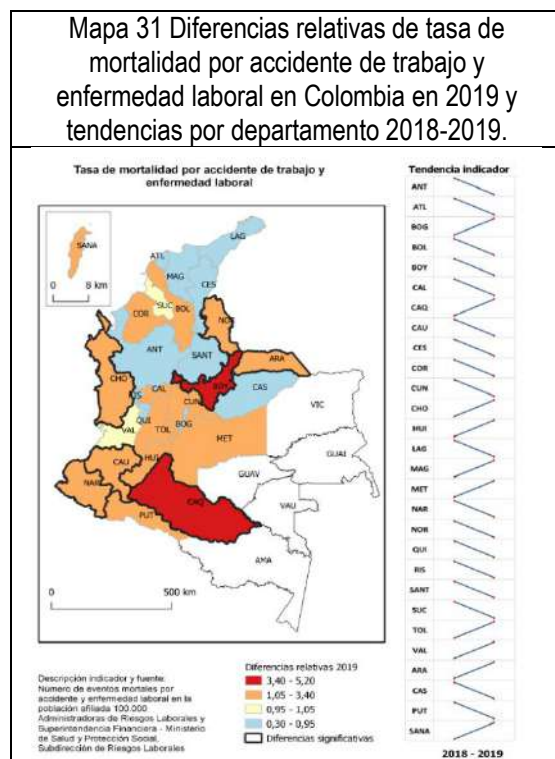 Mapa 31 Diferencias relativas de tasa de
mortalidad por accidente de trabajo y
enfermedad laboral en Colombia en 2019 y
tendencias por departamento 2018-2019.
Tasa de mortalidad por accidente de trabajo y
enfermedad laboral
SANA
0 8 km
LAG
ATL
MAG
CES
SUC
COR
BOL
NOR
ANT
SANT
ARA
CHO
BOY
RIS
CAL
CAS
CUN
VIC
QUI
BOG
VAL
TOL
MET
GUAI
HUI
CAU
GUAV
NAR
CAQ
VAU
PUT
AMA
0 500 km
Descripción indicador y fuente:
Número de eventos mortales por
accidente y enfermedad laboral en la
población afiliada 100.000
Administradoras de Riesgos Laborales y
Superintendencia Financiera - Ministerio
de Salud y Protección Social,
Subdirección de Riesgos Laborales
Diferencias relativas 2019
3,40 - 5,20
1,05 - 3,40
0,95 - 1,05
0,30 - 0,95
Diferencias significativas
Tendencia indicador
ANT
ATL
BOG
BOL
BOY
CAL
CAQ
CAU
CES
COR
CUN
CHO
HUI
LAG
MAG
MET
NAR
NOR
QUI
RIS
SANT
SUC
TOL
VAL
ARA
CAS
PUT
SANA
2018 - 2019